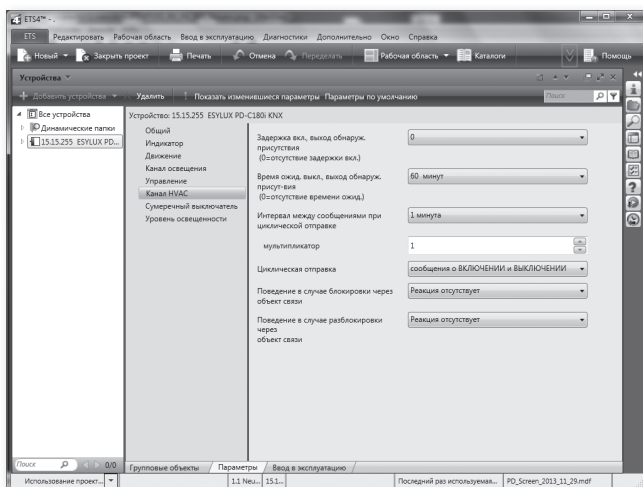 ETS4™ - .
ETS Редактировать Рабочая область Ввод в эксплуатацию Диагностики Дополнительно Окно Справка
Новый Закрыть проект Печать Отмена Переделать Рабочая область Каталоги Помощь
Устройства
Добавить устройства Удалить Показать изменившиеся параметры Параметры по умолчанию Поиск
Все устройства
Динамические папки
15.15.255 ESYLUX PD...
Устройство: 15.15.255 ESYLUX PD-C180i KNX
Общий
Индикатор
Движение
Канал освещения
Управление
Канал HVAC
Сумеречный выключатель
Уровень освещенности
Задержка вкл., выход обнаруж.
присутствия
(0=отсутствие задержки вкл.)
0
Время ожид. выкл., выход обнаруж.
присут-вия
(0=отсутствие времени ожид.)
60 минут
Интервал между сообщениями при
циклической отправке
1 минута
мультипликатор
1
Циклическая отправка
сообщения о ВКЛЮЧЕНИИ и ВЫКЛЮЧЕНИИ
Поведение в случае блокировки через
объект связи
Реакция отсутствует
Поведение в случае разблокировки
через
объект связи
Реакция отсутствует
Поиск 0/0
Групповые объекты Параметры Ввод в эксплуатацию
Использование проект... 1.1 Neu... 15.1... Последний раз используемая... PD_Screen_2013_11_29.mdf